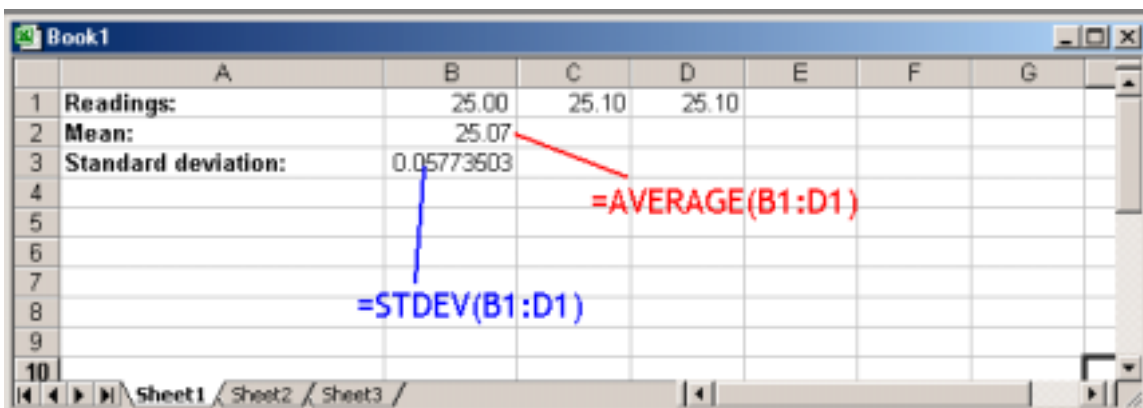 Book1
A B C D E F G
1 Readings: 25.00 25.10 25.10
2 Mean: 25.07
3 Standard deviation: 0.05773503
4
=AVERAGE(B1:D1)
5
6
7
8
=STDEV(B1:D1)
9
10
Sheet1 / Sheet2 / Sheet3 /